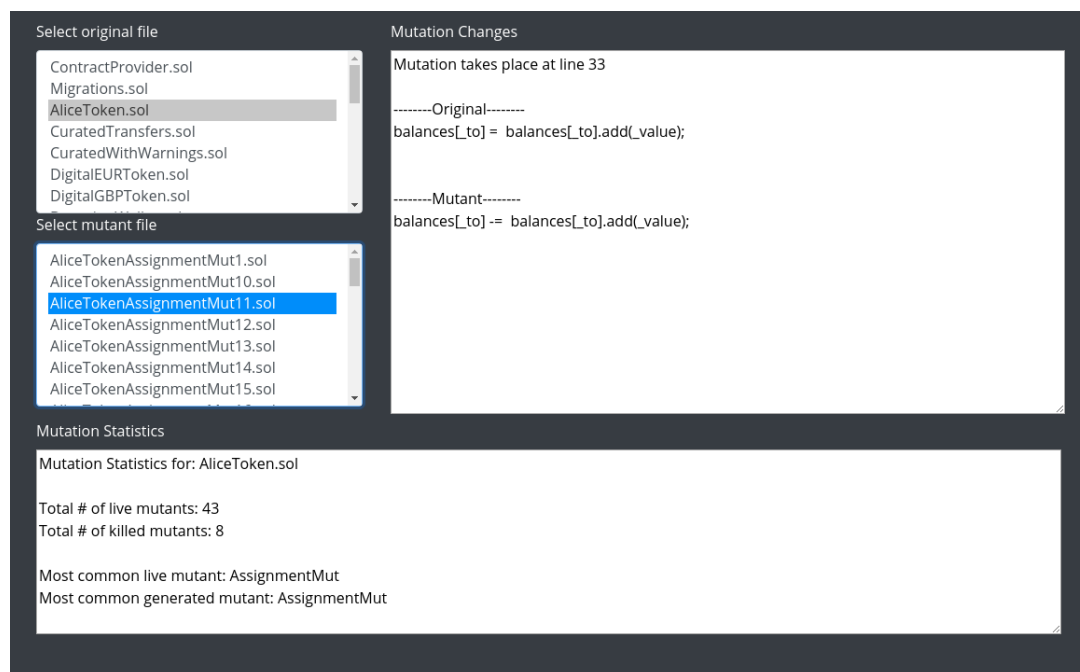 Select original file
ContractProvider.sol
Migrations.sol
AliceToken.sol
CuratedTransfers.sol
CuratedWithWarnings.sol
DigitalEURToken.sol
DigitalGBPToken.sol
Select mutant file
AliceTokenAssignmentMut1.sol
AliceTokenAssignmentMut10.sol
AliceTokenAssignmentMut11.sol
AliceTokenAssignmentMut12.sol
AliceTokenAssignmentMut13.sol
AliceTokenAssignmentMut14.sol
AliceTokenAssignmentMut15.sol
Mutation Changes
Mutation takes place at line 33
--------Original--------
balances[_to] =  balances[_to].add(_value);
--------Mutant--------
balances[_to] -=  balances[_to].add(_value);
Mutation Statistics
Mutation Statistics for: AliceToken.sol
Total # of live mutants: 43
Total # of killed mutants: 8
Most common live mutant: AssignmentMut
Most common generated mutant: AssignmentMut